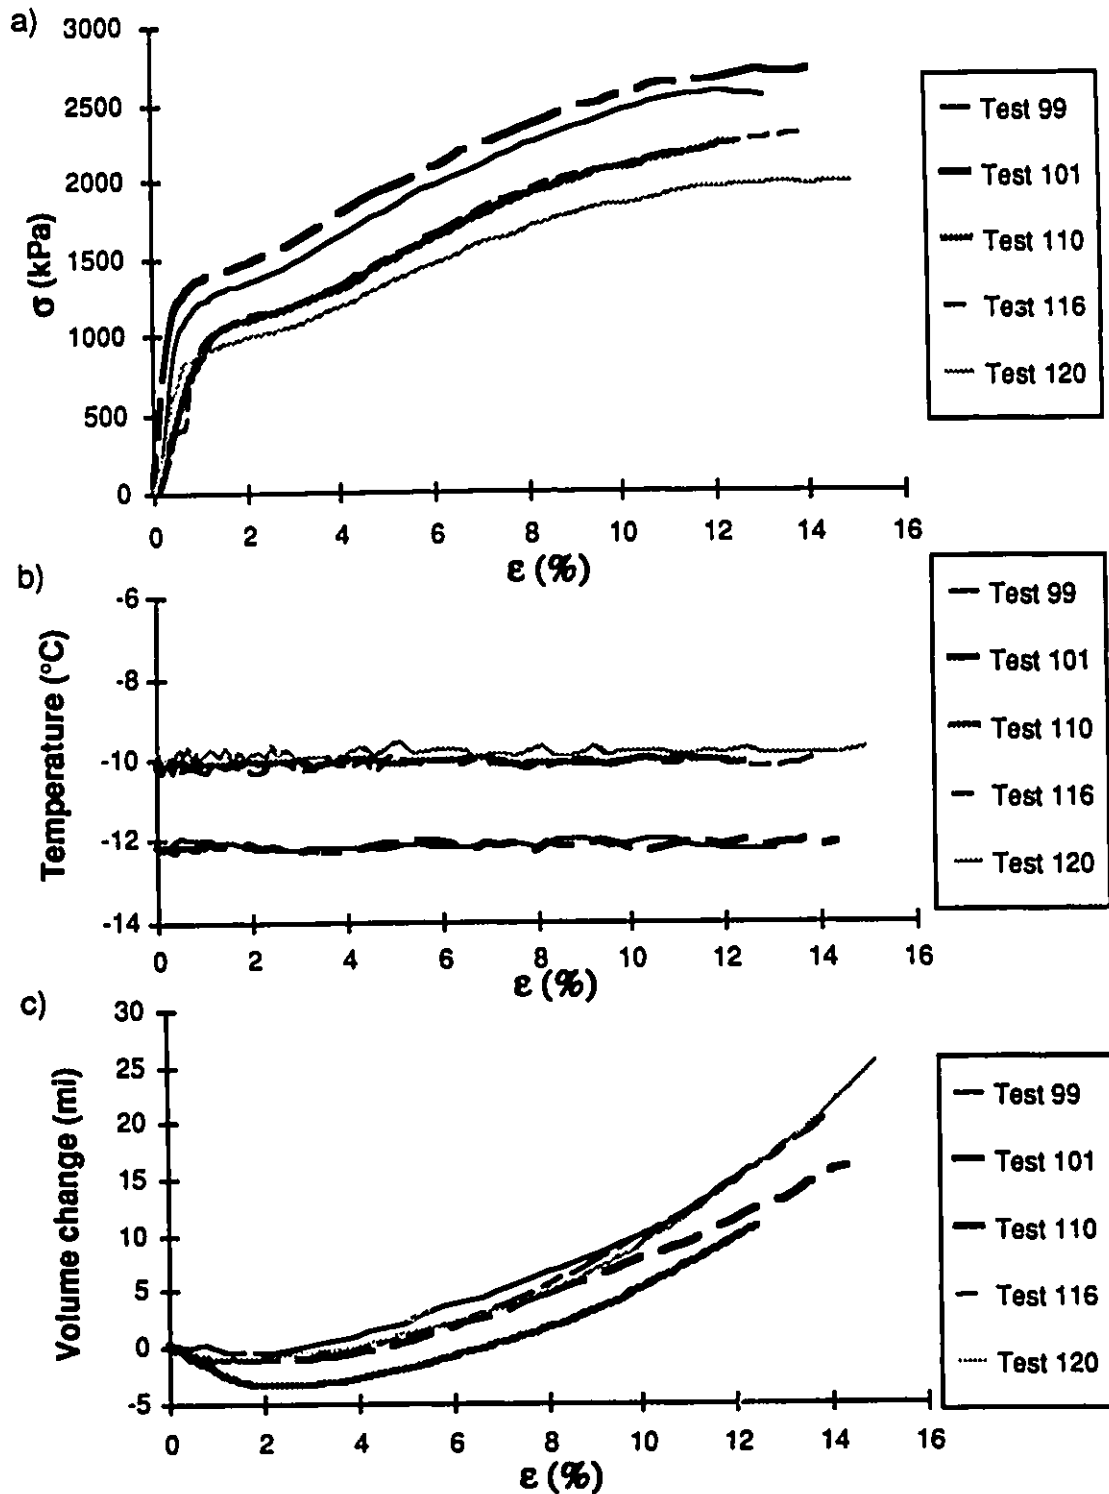 a)
3000
2500
2000
1500
1000
500
0
σ (kPa)
0 2 4 6 8 10 12 14 16
ε (%)
Test 99
Test 101
Test 110
Test 116
Test 120
b)
-6
-8
-10
-12
-14
Temperature (°C)
0 2 4 6 8 10 12 14 16
ε (%)
Test 99
Test 101
Test 110
Test 116
Test 120
c)
30
25
20
15
10
5
0
-5
Volume change (ml)
0 2 4 6 8 10 12 14 16
ε (%)
Test 99
Test 101
Test 110
Test 116
Test 120